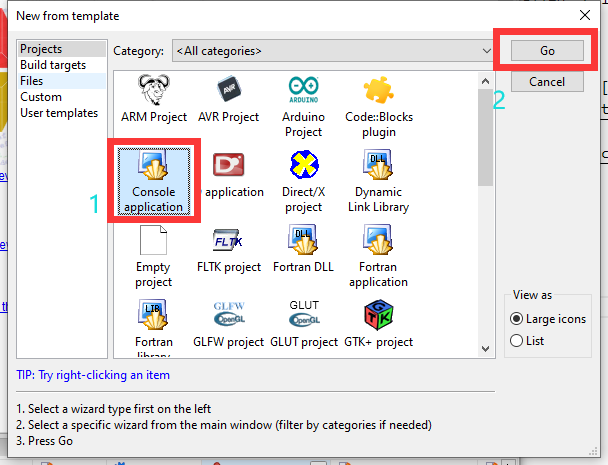 New from template
Projects
Build targets
Files
Custom
User templates
Category:
<All categories>
Go
Cancel
2
ARM Project
AVR
AVR Project
ARDUINO
Arduino
Project
Code::Blocks
plugin
1
Console
application
D
application
Direct/X
project
DLL
Dynamic
Link Library
Empty
project
FLTK
FLTK project
DLL
Fortran DLL
Fortran
application
LIB
Fortran
library
GLFW
OpenGL
GLFW project
GLUT
OpenGL
GLUT project
GTK
GTK+ project
View as
Large icons
List
TIP: Try right-clicking an item
1. Select a wizard type first on the left
2. Select a specific wizard from the main window (filter by categories if needed)
3. Press Go